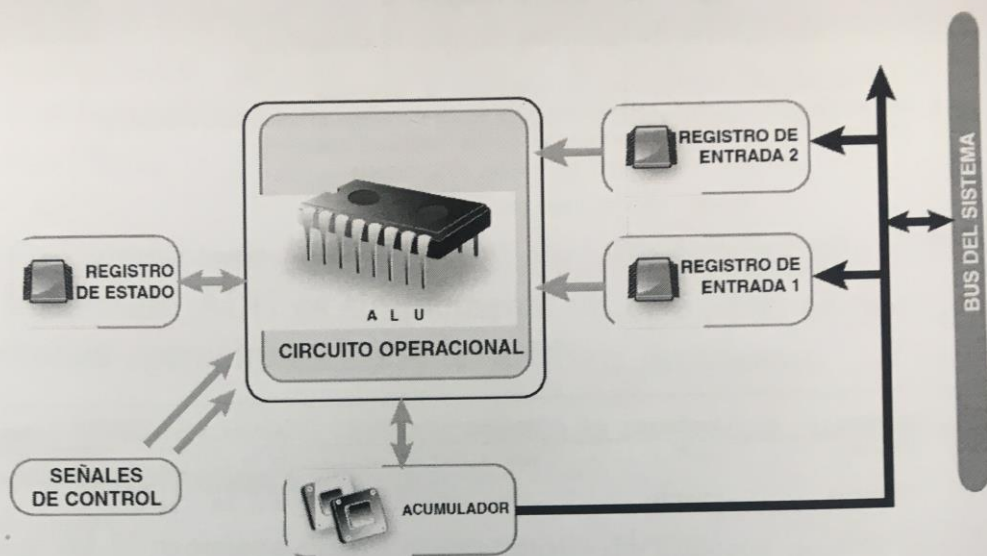 REGISTRO DE
ENTRADA 2
BUS DEL SISTEMA
REGISTRO
DE ESTADO
REGISTRO DE
ENTRADA 1
A L U
CIRCUITO OPERACIONAL
SEÑALES
DE CONTROL
ACUMULADOR